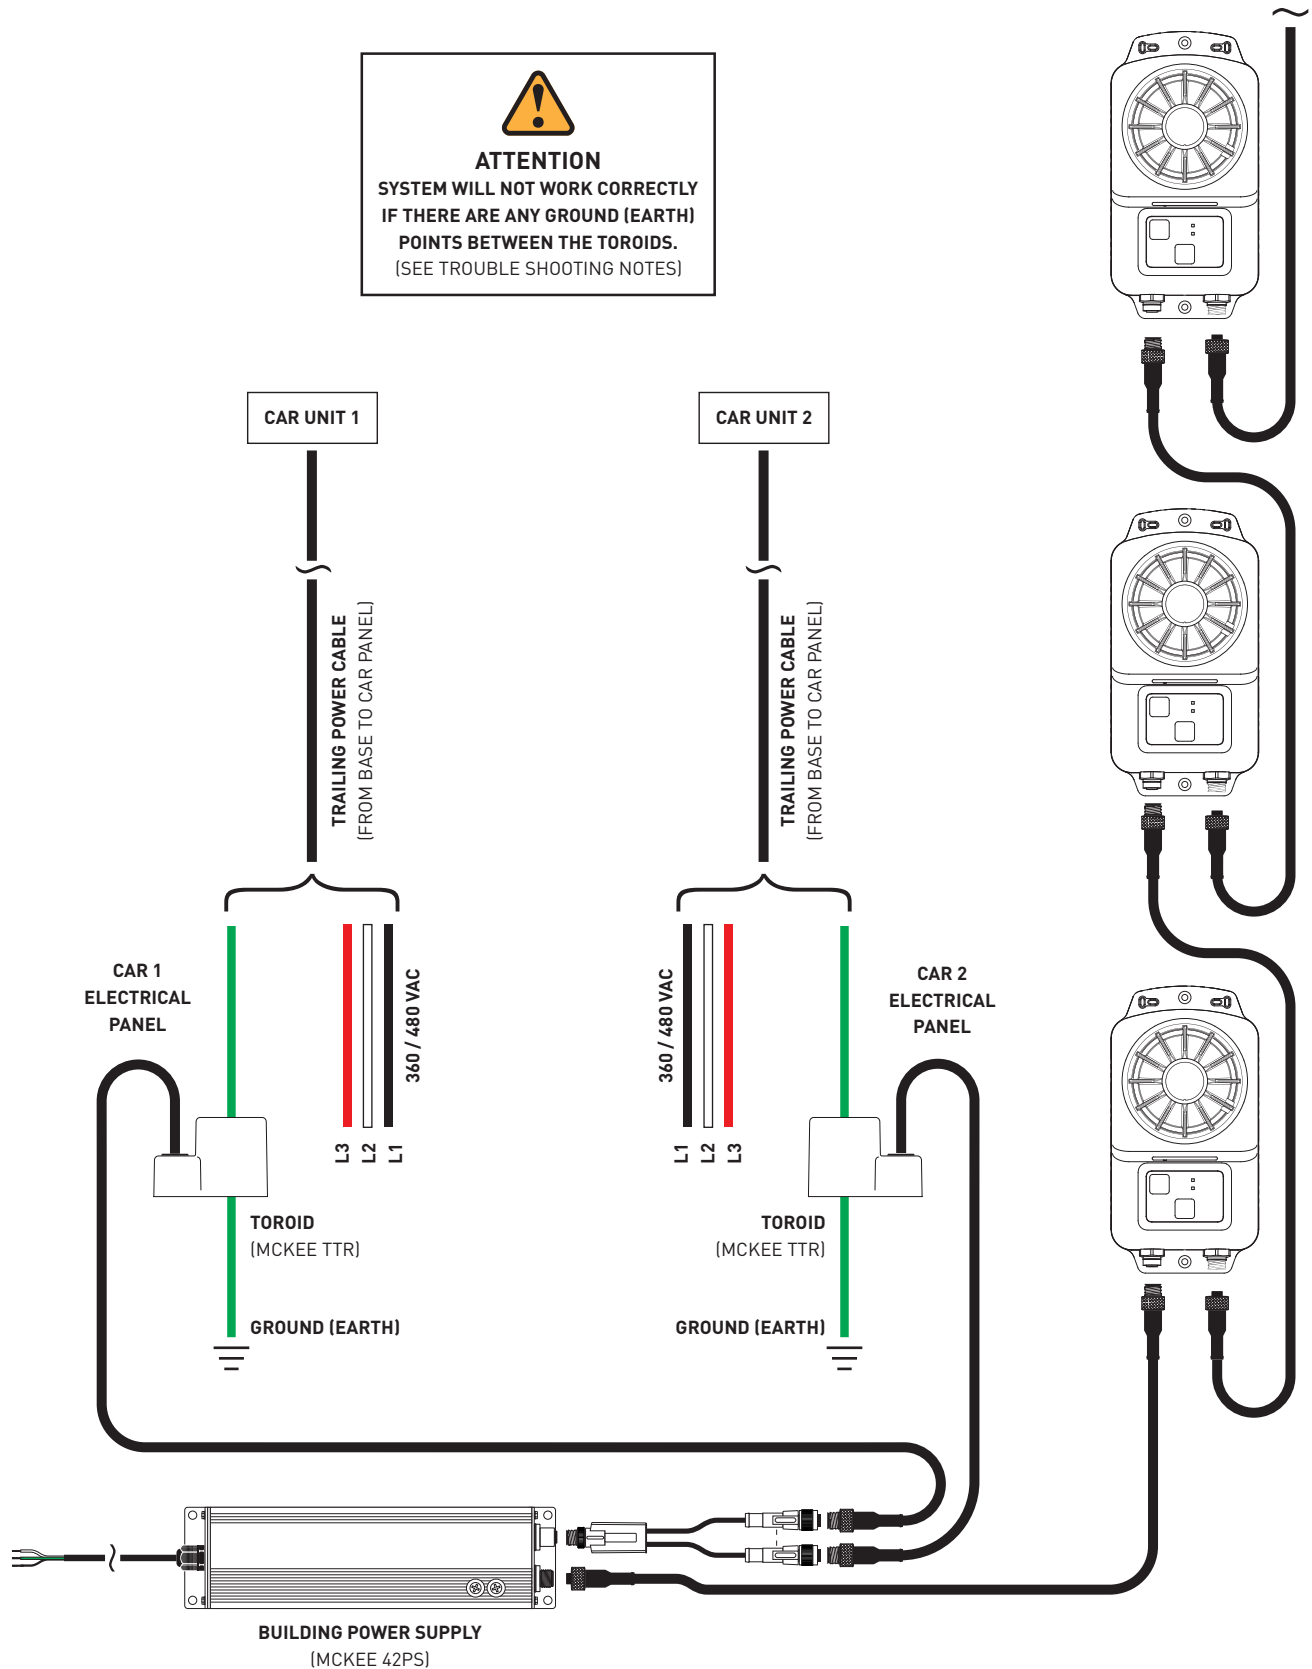 ATTENTION
SYSTEM WILL NOT WORK CORRECTLY
IF THERE ARE ANY GROUND (EARTH)
POINTS BETWEEN THE TOROIDS.
(SEE TROUBLE SHOOTING NOTES)
CAR UNIT 1
CAR UNIT 2
TRAILING POWER CABLE
(FROM BASE TO CAR PANEL)
TRAILING POWER CABLE
(FROM BASE TO CAR PANEL)
CAR 1
ELECTRICAL
PANEL
360 / 480 VAC
L3
L2
L1
360 / 480 VAC
L1
L2
L3
CAR 2
ELECTRICAL
PANEL
TOROID
(MCKEE TTR)
TOROID
(MCKEE TTR)
GROUND (EARTH)
GROUND (EARTH)
BUILDING POWER SUPPLY
(MCKEE 42PS)